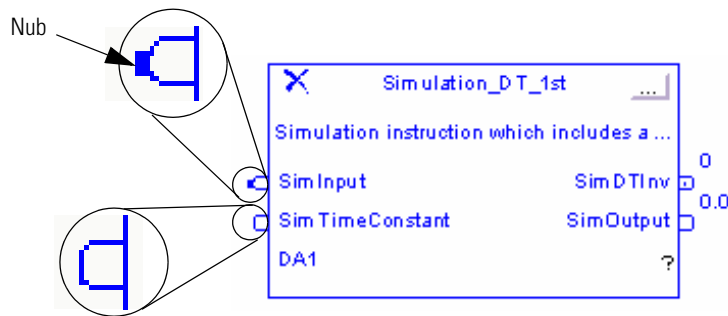 Nub
Simulation_DT_1st ...
Simulation instruction which includes a ...
SimInput SimDTInv 0
SimTimeConstant SimOutput 0.0
DA1 ?